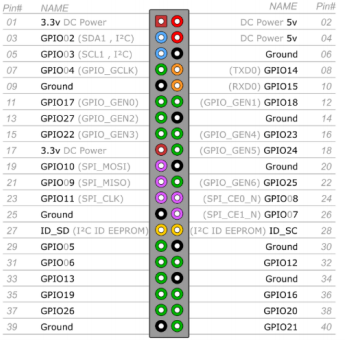 Pin# NAME NAME Pin#
01 3.3v DC Power DC Power 5v 02
03 GPIO02 (SDA1 , I²C) DC Power 5v 04
05 GPIO03 (SCL1 , I²C) Ground 06
07 GPIO04 (GPIO_GCLK) (TXD0) GPIO14 08
09 Ground (RXD0) GPIO15 10
11 GPIO17 (GPIO_GEN0) (GPIO_GEN1) GPIO18 12
13 GPIO27 (GPIO_GEN2) Ground 14
15 GPIO22 (GPIO_GEN3) (GPIO_GEN4) GPIO23 16
17 3.3v DC Power (GPIO_GEN5) GPIO24 18
19 GPIO10 (SPI_MOSI) Ground 20
21 GPIO09 (SPI_MISO) (GPIO_GEN6) GPIO25 22
23 GPIO11 (SPI_CLK) (SPI_CE0_N) GPIO08 24
25 Ground (SPI_CE1_N) GPIO07 26
27 ID_SD (I²C ID EEPROM) (I²C ID EEPROM) ID_SC 28
29 GPIO05 Ground 30
31 GPIO06 GPIO12 32
33 GPIO13 Ground 34
35 GPIO19 GPIO16 36
37 GPIO26 GPIO20 38
39 Ground GPIO21 40